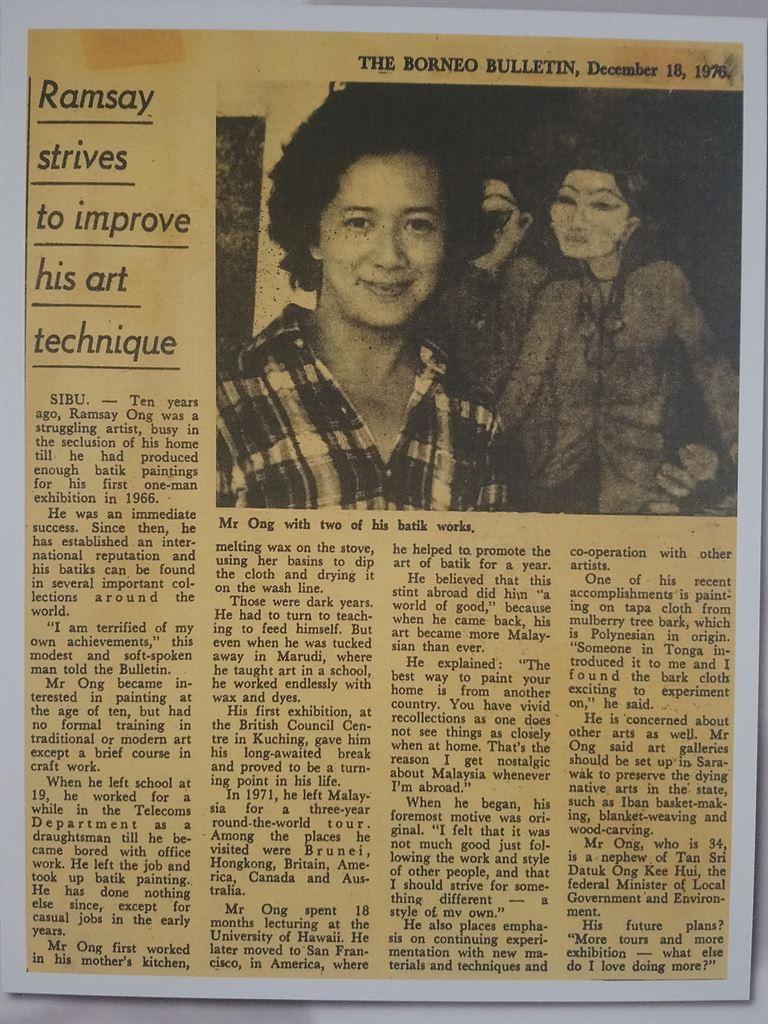 THE BORNEO BULLETIN, December 18, 1976.
Ramsay
strives
to improve
his art
technique
SIBU. — Ten years
ago, Ramsay Ong was a
struggling artist, busy in
the seclusion of his home
till he had produced
enough batik paintings
for his first one-man
exhibition in 1966.
He was an immediate
success. Since then, he
has established an inter-
national reputation and
his batiks can be found
in several important col-
lections around the
world.
"I am terrified of my
own achievements," this
modest and soft-spoken
man told the Bulletin.
Mr Ong became in-
terested in painting at
the age of ten, but had
no formal training in
traditional or modern art
except a brief course in
craft work.
When he left school at
19, he worked for a
while in the Telecoms
Department as a
draughtsman till he be-
came bored with office
work. He left the job and
took up batik painting.
He has done nothing
else since, except for
casual jobs in the early
years.
Mr Ong first worked
in his mother's kitchen,
Mr Ong with two of his batik works.
melting wax on the stove,
using her basins to dip
the cloth and drying it
on the wash line.
Those were dark years.
He had to turn to teach-
ing to feed himself. But
even when he was tucked
away in Marudi, where
he taught art in a school,
he worked endlessly with
wax and dyes.
His first exhibition, at
the British Council Cen-
tre in Kuching, gave him
his long-awaited break
and proved to be a turn-
ing point in his life.
In 1971, he left Malay-
sia for a three-year
round-the-world tour.
Among the places he
visited were Brunei,
Hongkong, Britain, Ame-
rica, Canada and Aus-
tralia.
Mr Ong spent 18
months lecturing at the
University of Hawaii. He
later moved to San Fran-
cisco, in America, where
he helped to promote the
art of batik for a year.
He believed that this
stint abroad did him "a
world of good," because
when he came back, his
art became more Malay-
sian than ever.
He explained: "The
best way to paint your
home is from another
country. You have vivid
recollections as one does
not see things as closely
when at home. That's the
reason I get nostalgic
about Malaysia whenever
I'm abroad."
When he began, his
foremost motive was ori-
ginal. "I felt that it was
not much good just fol-
lowing the work and style
of other people, and that
I should strive for some-
thing different — a
style of my own."
He also places empha-
sis on continuing experi-
mentation with new ma-
terials and techniques and
co-operation with other
artists.
One of his recent
accomplishments is paint-
ing on tapa cloth from
mulberry tree bark, which
is Polynesian in origin.
"Someone in Tonga in-
troduced it to me and I
found the bark cloth
exciting to experiment
on," he said.
He is concerned about
other arts as well. Mr
Ong said art galleries
should be set up in Sara-
wak to preserve the dying
native arts in the state,
such as Iban basket-mak-
ing, blanket-weaving and
wood-carving.
Mr Ong, who is 34,
is a nephew of Tan Sri
Datuk Ong Kee Hui, the
federal Minister of Local
Government and Environ-
ment.
His future plans?
"More tours and more
exhibition — what else
do I love doing more?"